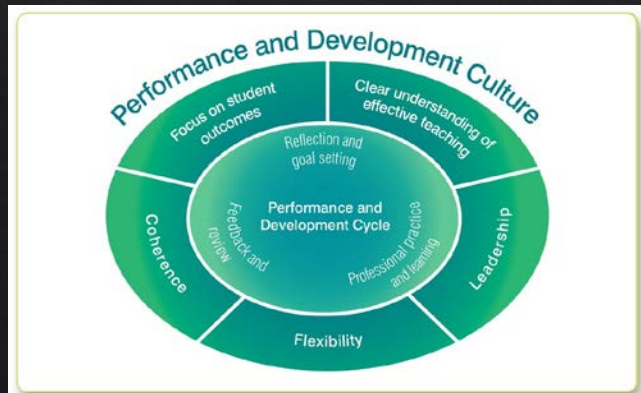 Performance and Development Culture
Focus on student
outcomes
Clear understanding of
effective teaching
Reflection and
goal setting
Performance and
Development Cycle
Feedback and
review
Professional practice
and learning
Coherence
Leadership
Flexibility